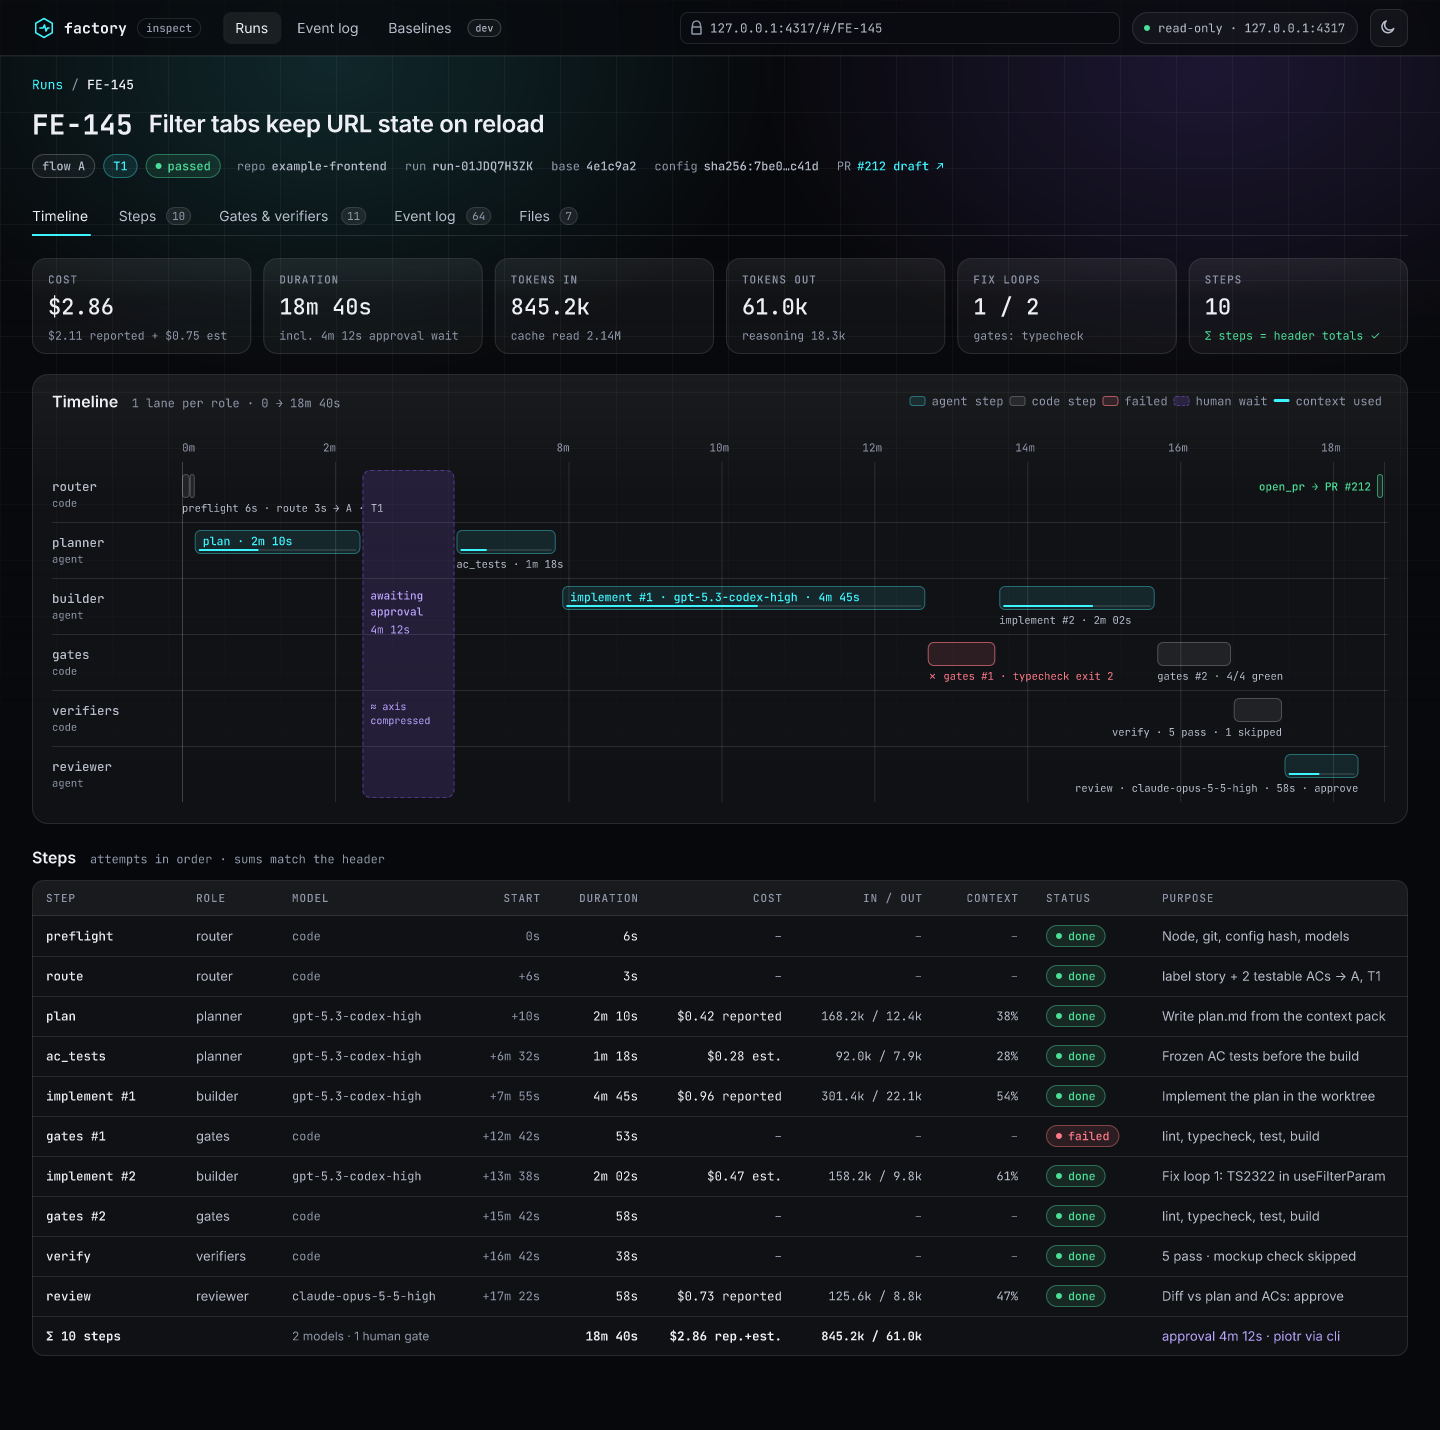 factory inspect Runs Event log Baselines dev 127.0.0.1:4317/#/FE-145 read-only · 127.0.0.1:4317
Runs / FE-145
FE-145 Filter tabs keep URL state on reload
flow A T1 passed repo example-frontend run run-01JDQ7H3ZK base 4e1c9a2 config sha256:7be0…c41d PR #212 draft ↗
Timeline Steps 10 Gates & verifiers 11 Event log 64 Files 7
COST DURATION TOKENS IN TOKENS OUT FIX LOOPS STEPS
$2.86 18m 40s 845.2k 61.0k 1 / 2 10
$2.11 reported + $0.75 est incl. 4m 12s approval wait cache read 2.14M reasoning 18.3k gates: typecheck Σ steps = header totals ✓
Timeline 1 lane per role · 0 → 18m 40s agent step code step failed human wait context used
0m 2m 8m 10m 12m 14m 16m 18m
router open_pr → PR #212
code
preflight 6s · route 3s → A · T1
planner plan · 2m 10s
agent ac_tests · 1m 18s
builder awaiting implement #1 · gpt-5.3-codex-high · 4m 45s
agent approval implement #2 · 2m 02s
4m 12s
gates
code × gates #1 · typecheck exit 2 gates #2 · 4/4 green
verifiers ≈ axis
code compressed verify · 5 pass · 1 skipped
reviewer
agent review · claude-opus-5-5-high · 58s · approve
Steps attempts in order · sums match the header
STEP ROLE MODEL START DURATION COST IN / OUT CONTEXT STATUS PURPOSE
preflight router code 0s 6s – – – done Node, git, config hash, models
route router code +6s 3s – – – done label story + 2 testable ACs → A, T1
plan planner gpt-5.3-codex-high +10s 2m 10s $0.42 reported 168.2k / 12.4k 38% done Write plan.md from the context pack
ac_tests planner gpt-5.3-codex-high +6m 32s 1m 18s $0.28 est. 92.0k / 7.9k 28% done Frozen AC tests before the build
implement #1 builder gpt-5.3-codex-high +7m 55s 4m 45s $0.96 reported 301.4k / 22.1k 54% done Implement the plan in the worktree
gates #1 gates code +12m 42s 53s – – – failed lint, typecheck, test, build
implement #2 builder gpt-5.3-codex-high +13m 38s 2m 02s $0.47 est. 158.2k / 9.8k 61% done Fix loop 1: TS2322 in useFilterParam
gates #2 gates code +15m 42s 58s – – – done lint, typecheck, test, build
verify verifiers code +16m 42s 38s – – – done 5 pass · mockup check skipped
review reviewer claude-opus-5-5-high +17m 22s 58s $0.73 reported 125.6k / 8.8k 47% done Diff vs plan and ACs: approve
Σ 10 steps 2 models · 1 human gate 18m 40s $2.86 rep.+est. 845.2k / 61.0k approval 4m 12s · piotr via cli